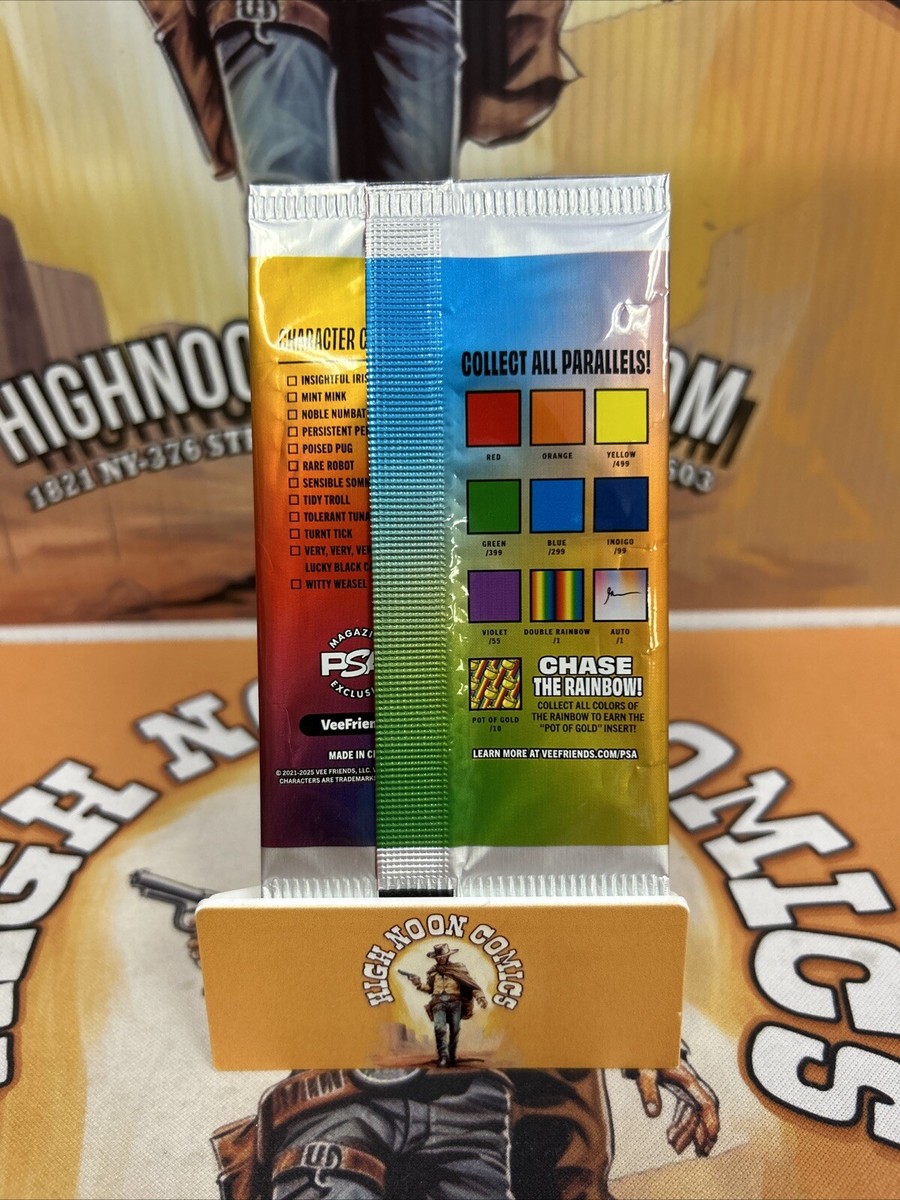 HIGHNOO
OM
1821 NY-376 STE
603
CHARACTER C
INSIGHTFUL IRI
MINT MINK
NOBLE NUMBAT
PERSISTENT PE
POISED PUG
RARE ROBOT
SENSIBLE SOM
TIDY TROLL
TOLERANT TUNA
TURNT TICK
VERY, VERY, VE
LUCKY BLACK C
WITTY WEASEL
MAGAZI
PSA
EXCLUSI
VeeFrien
MADE IN C
© 2021-2025 VEE FRIENDS, LLC. V
CHARACTERS ARE TRADEMARK
COLLECT ALL PARALLELS!
RED
ORANGE
YELLOW
/499
GREEN
/399
BLUE
/299
INDIGO
/99
VIOLET
/55
DOUBLE RAINBOW
/1
AUTO
/1
POT OF GOLD
/10
CHASE
THE RAINBOW!
COLLECT ALL COLORS OF
THE RAINBOW TO EARN THE
"POT OF GOLD" INSERT!
LEARN MORE AT VEEFRIENDS.COM/PSA
HIGH NOON COMICS
HIGH NO
OMICS